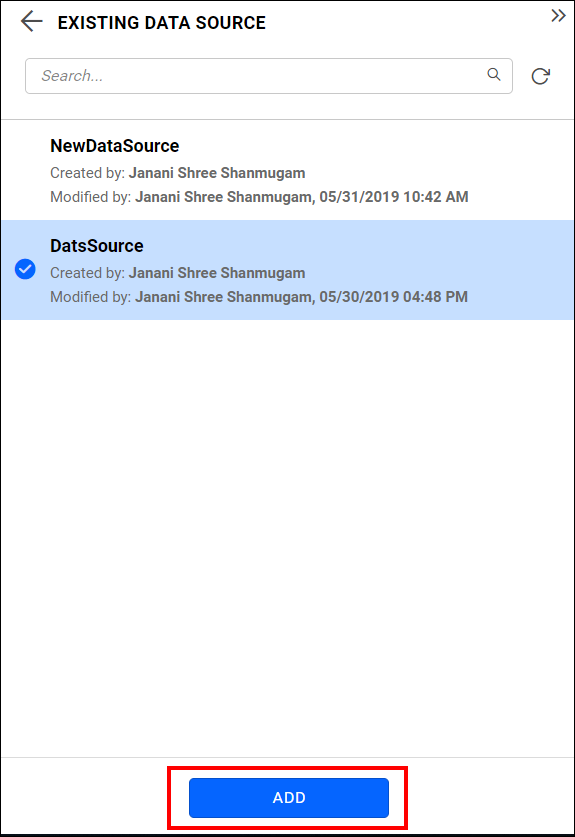 EXISTING DATA SOURCE
Search...
NewDataSource
Created by: Janani Shree Shanmugam
Modified by: Janani Shree Shanmugam, 05/31/2019 10:42 AM
DatsSource
Created by: Janani Shree Shanmugam
Modified by: Janani Shree Shanmugam, 05/30/2019 04:48 PM
ADD